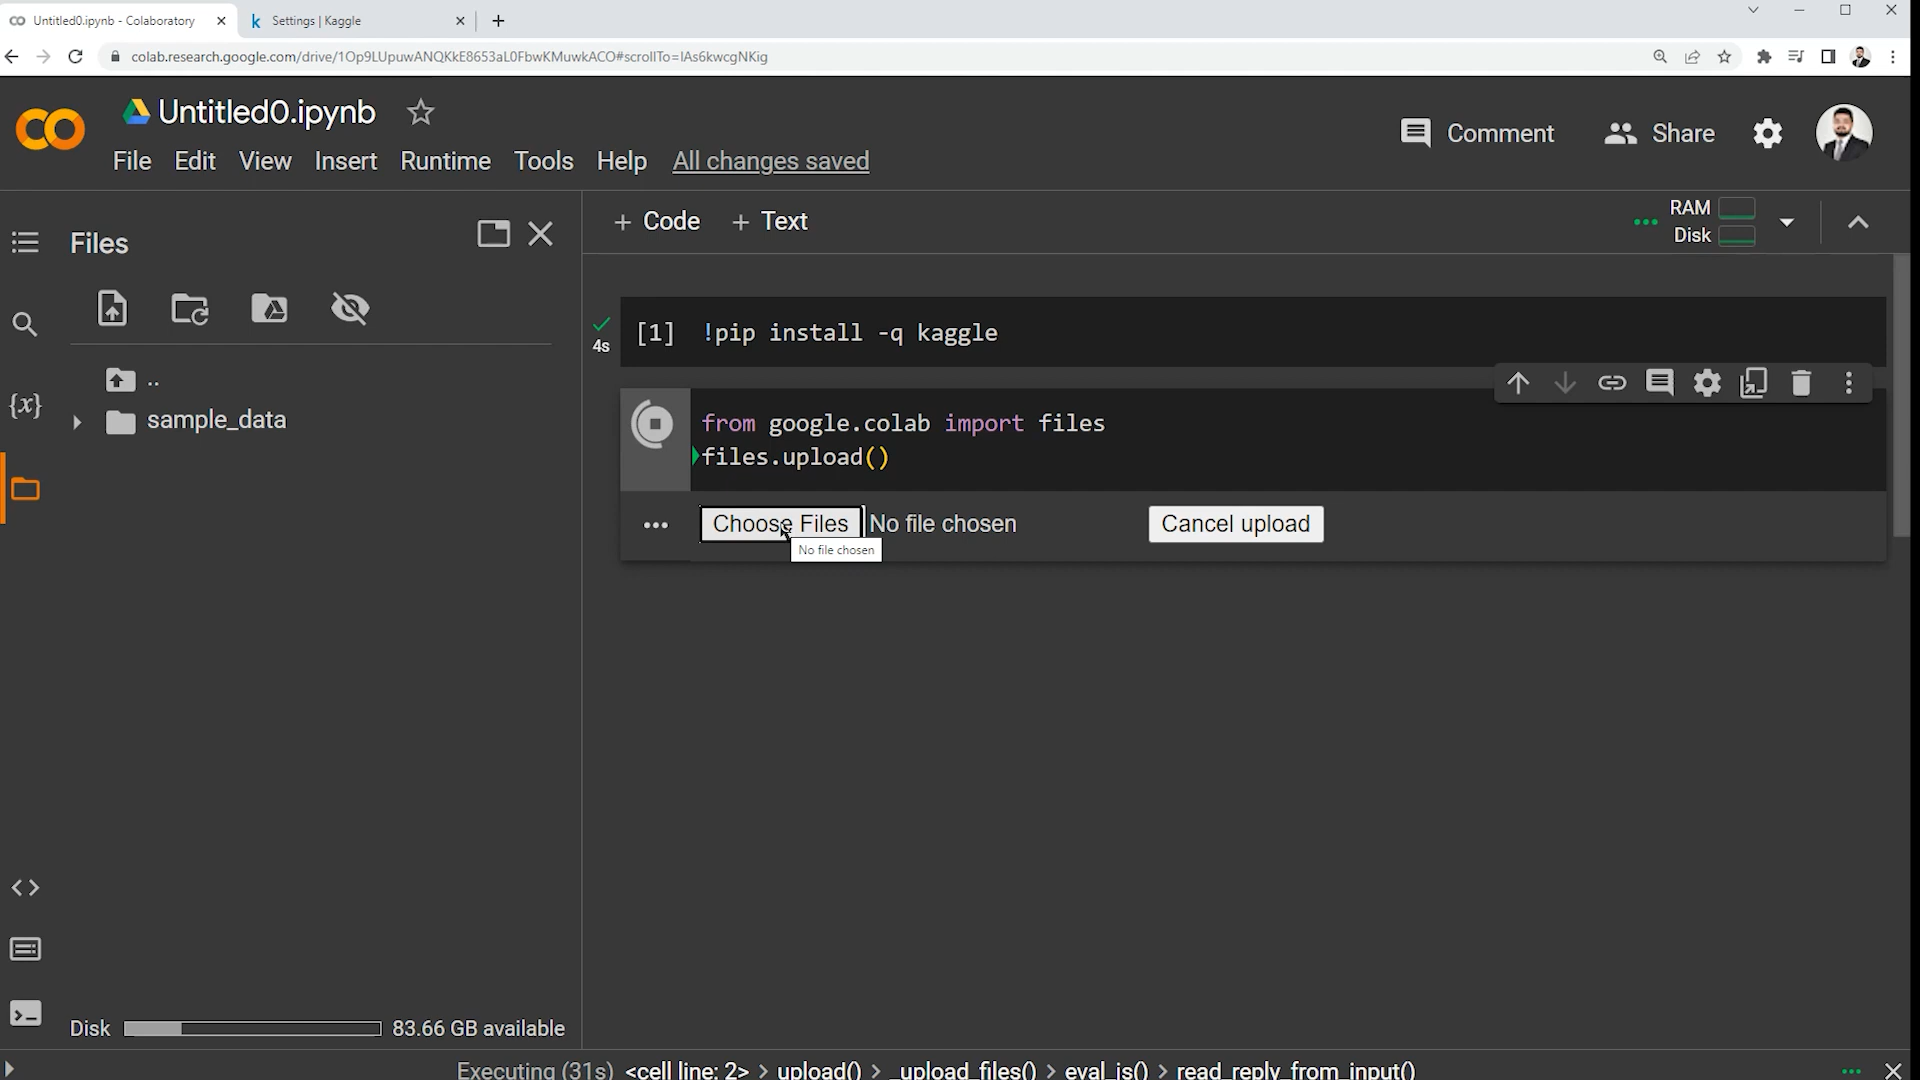 Untitled0.ipynb - Colaboratory
Settings | Kaggle
colab.research.google.com/drive/1Op9LUpuwANQKkE8653aL0FbwKMuwkACO#scrollTo=IAs6kwcgNKig
Untitled0.ipynb
File Edit View Insert Runtime Tools Help All changes saved
Comment
Share
Files
+ Code + Text
RAM
Disk
4s
[1] !pip install -q kaggle
..
sample_data
{x}
from google.colab import files
files.upload()
Choose Files No file chosen
Cancel upload
No file chosen
Disk 83.66 GB available
Executing (31s) <cell line: 2> > upload() > _upload_files() > eval_js() > read_reply_from_input()